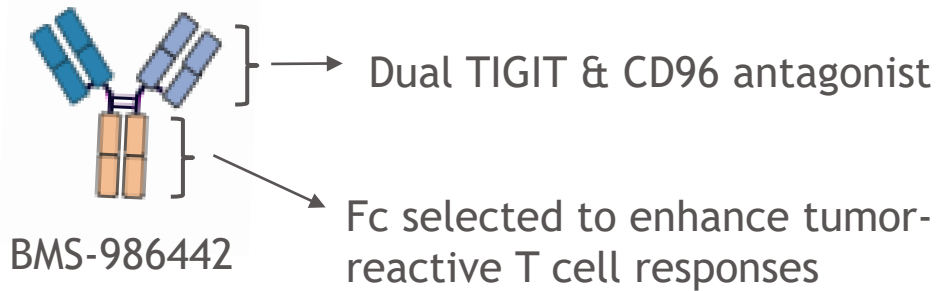 Dual TIGIT & CD96 antagonist
Fc selected to enhance tumor-
reactive T cell responses
BMS-986442